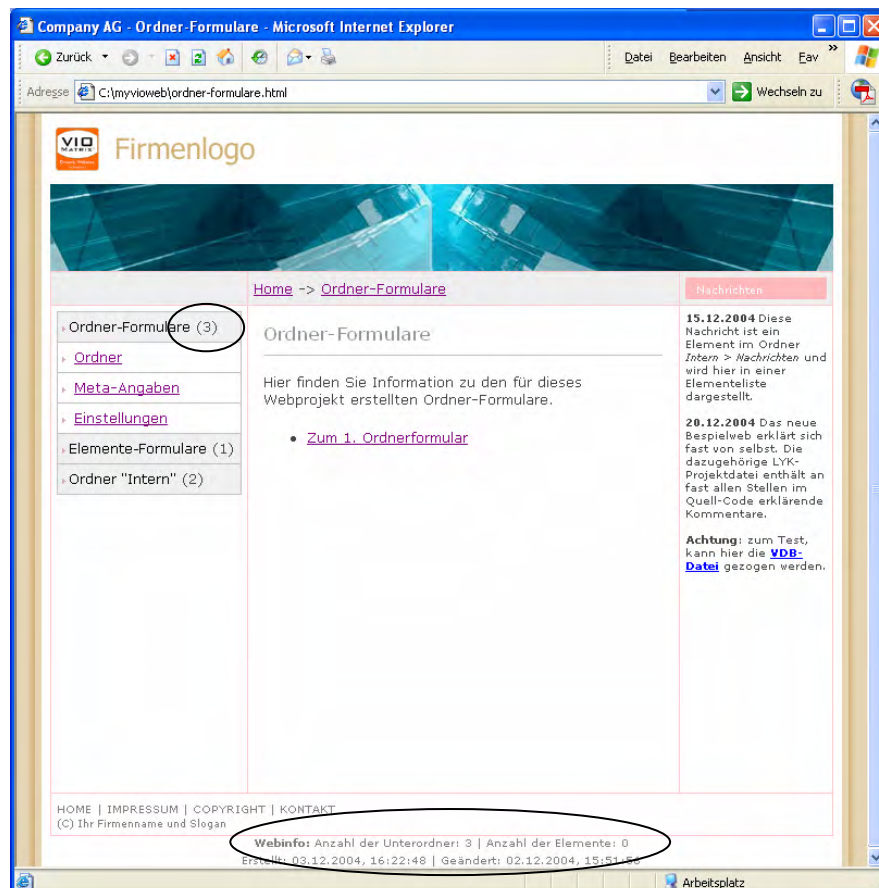 Company AG - Ordner-Formulare - Microsoft Internet Explorer
Zurück
Datei Bearbeiten Ansicht Fav »
Adresse C:\myvioweb\ordner-formulare.html Wechseln zu
VIO
MATRIX
Firmenlogo
Home -> Ordner-Formulare
Nachrichten
Ordner-Formulare (3)
Ordner
Meta-Angaben
Einstellungen
Elemente-Formulare (1)
Ordner "Intern" (2)
Ordner-Formulare
Hier finden Sie Information zu den für dieses
Webprojekt erstellten Ordner-Formulare.
• Zum 1. Ordnerformular
15.12.2004 Diese
Nachricht ist ein
Element im Ordner
Intern > Nachrichten und
wird hier in einer
Elementeliste
dargestellt.
20.12.2004 Das neue
Bespielweb erklärt sich
fast von selbst. Die
dazugehörige LYK-
Projektdatei enthält an
fast allen Stellen im
Quell-Code erklärende
Kommentare.
Achtung: zum Test,
kann hier die VDB-
Datei gezogen werden.
HOME | IMPRESSUM | COPYRIGHT | KONTAKT
(C) Ihr Firmenname und Slogan
Webinfo: Anzahl der Unterordner: 3 | Anzahl der Elemente: 0
Erstellt: 03.12.2004, 16:22:48 | Geändert: 02.12.2004, 15:51:56
Arbeitsplatz